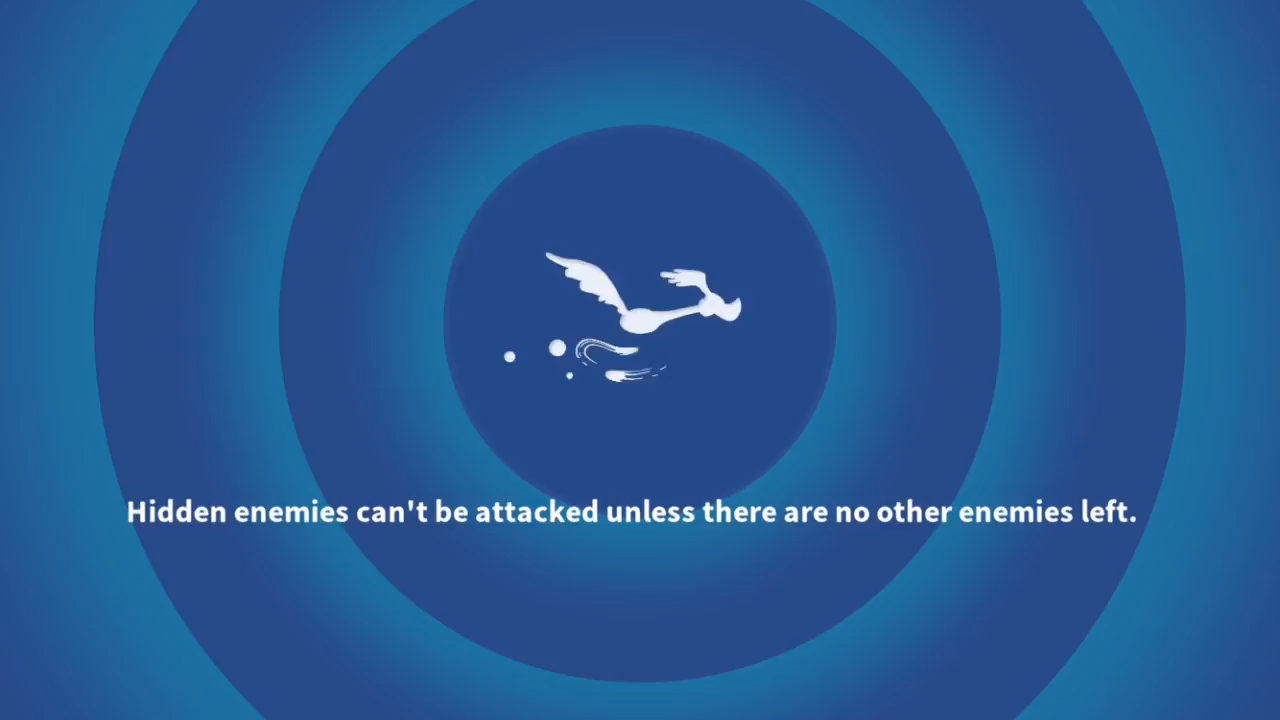 Hidden enemies can't be attacked unless there are no other enemies left.